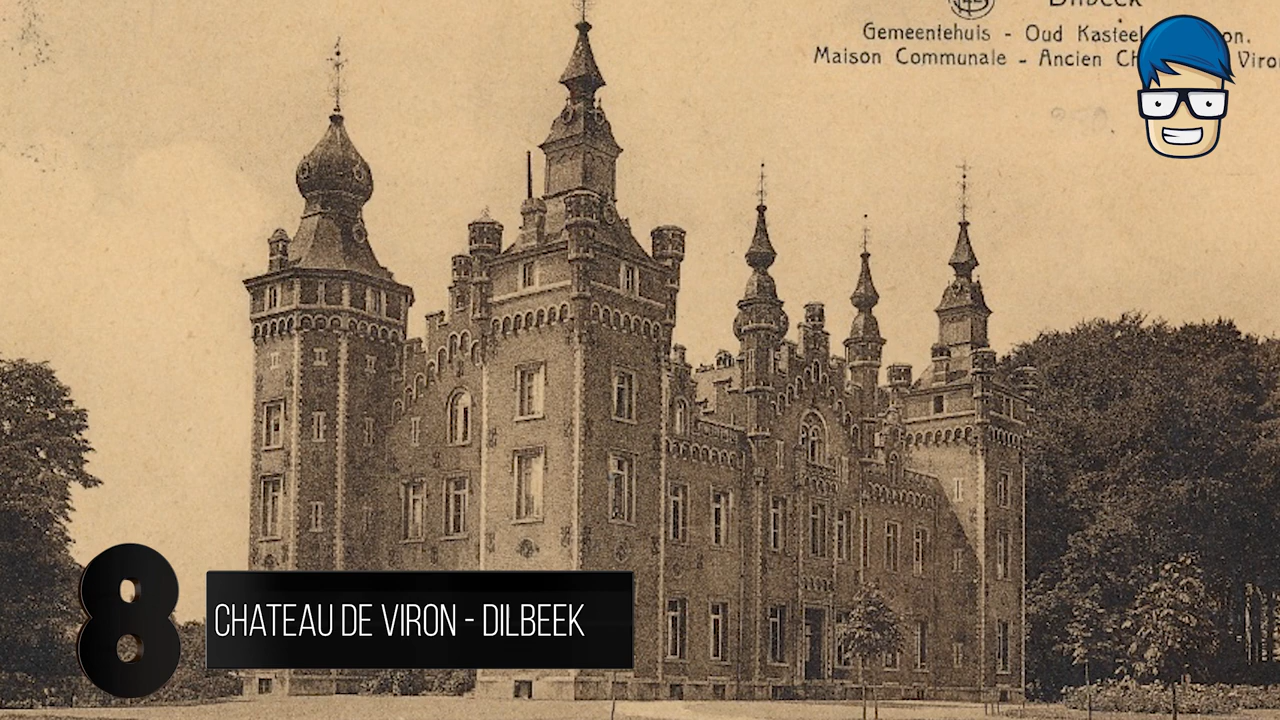 Dilbeek
Gemeentehuis - Oud Kasteel
Maison Communale - Ancien
8
CHATEAU DE VIRON - DILBEEK